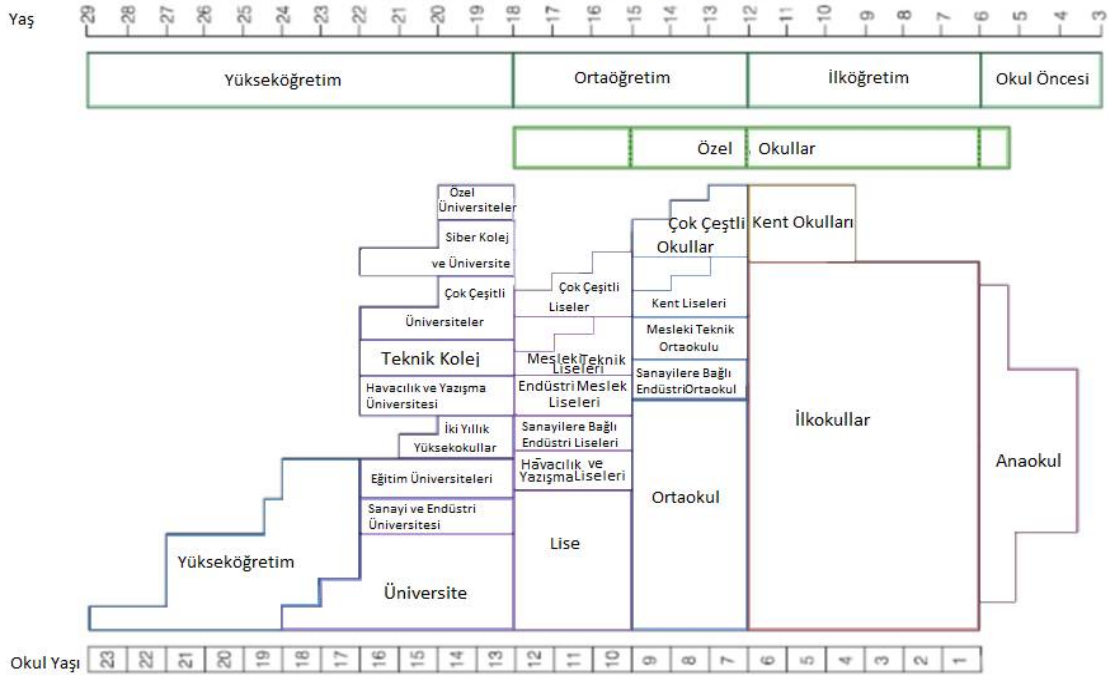 Yaş
29 28 27 26 25 24 23 22 21 20 19 18 17 16 15 14 13 12 11 10 9 8 7 6 5 4 3
Yükseköğretim
Ortaöğretim
İlköğretim
Okul Öncesi
Özel Okullar
Özel
Üniversiteler
Siber Kolej
ve Üniversite
Çok Çeşitli
Üniversiteler
Teknik Kolej
Havacılık ve Yazışma
Üniversitesi
İki Yıllık
Yüksekokullar
Eğitim Üniversiteleri
Sanayi ve Endüstri
Üniversitesi
Üniversite
Yükseköğretim
Çok Çeşitli
Liseler
Mesleki Teknik
Liseleri
Endüstri Meslek
Liseleri
Sanayilere Bağlı
Endüstri Liseleri
Havacılık ve
Yazışma Liseleri
Lise
Çok Çeştli
Okullar
Kent Liseleri
Mesleki Teknik
Ortaokulu
Sanayilere Bağlı
Endüstri Ortaokul
Ortaokul
Kent Okulları
İlkokullar
Anaokul
Okul Yaşı
23 22 21 20 19 17 16 14 13 12 11 10 9 8 7 6 5 4 3 2 1